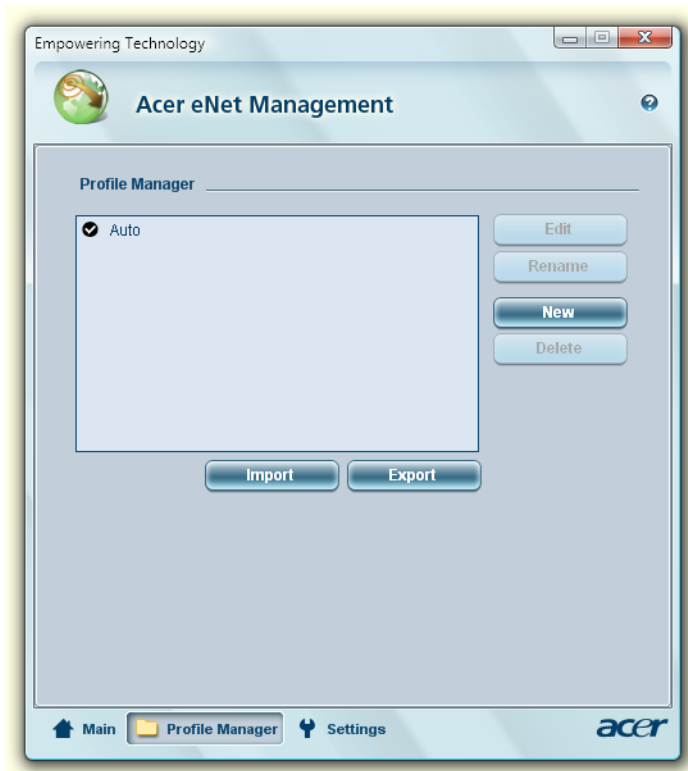 Empowering Technology
Acer eNet Management
Profile Manager
Auto
Edit
Rename
New
Delete
Import
Export
Main
Profile Manager
Settings
acer